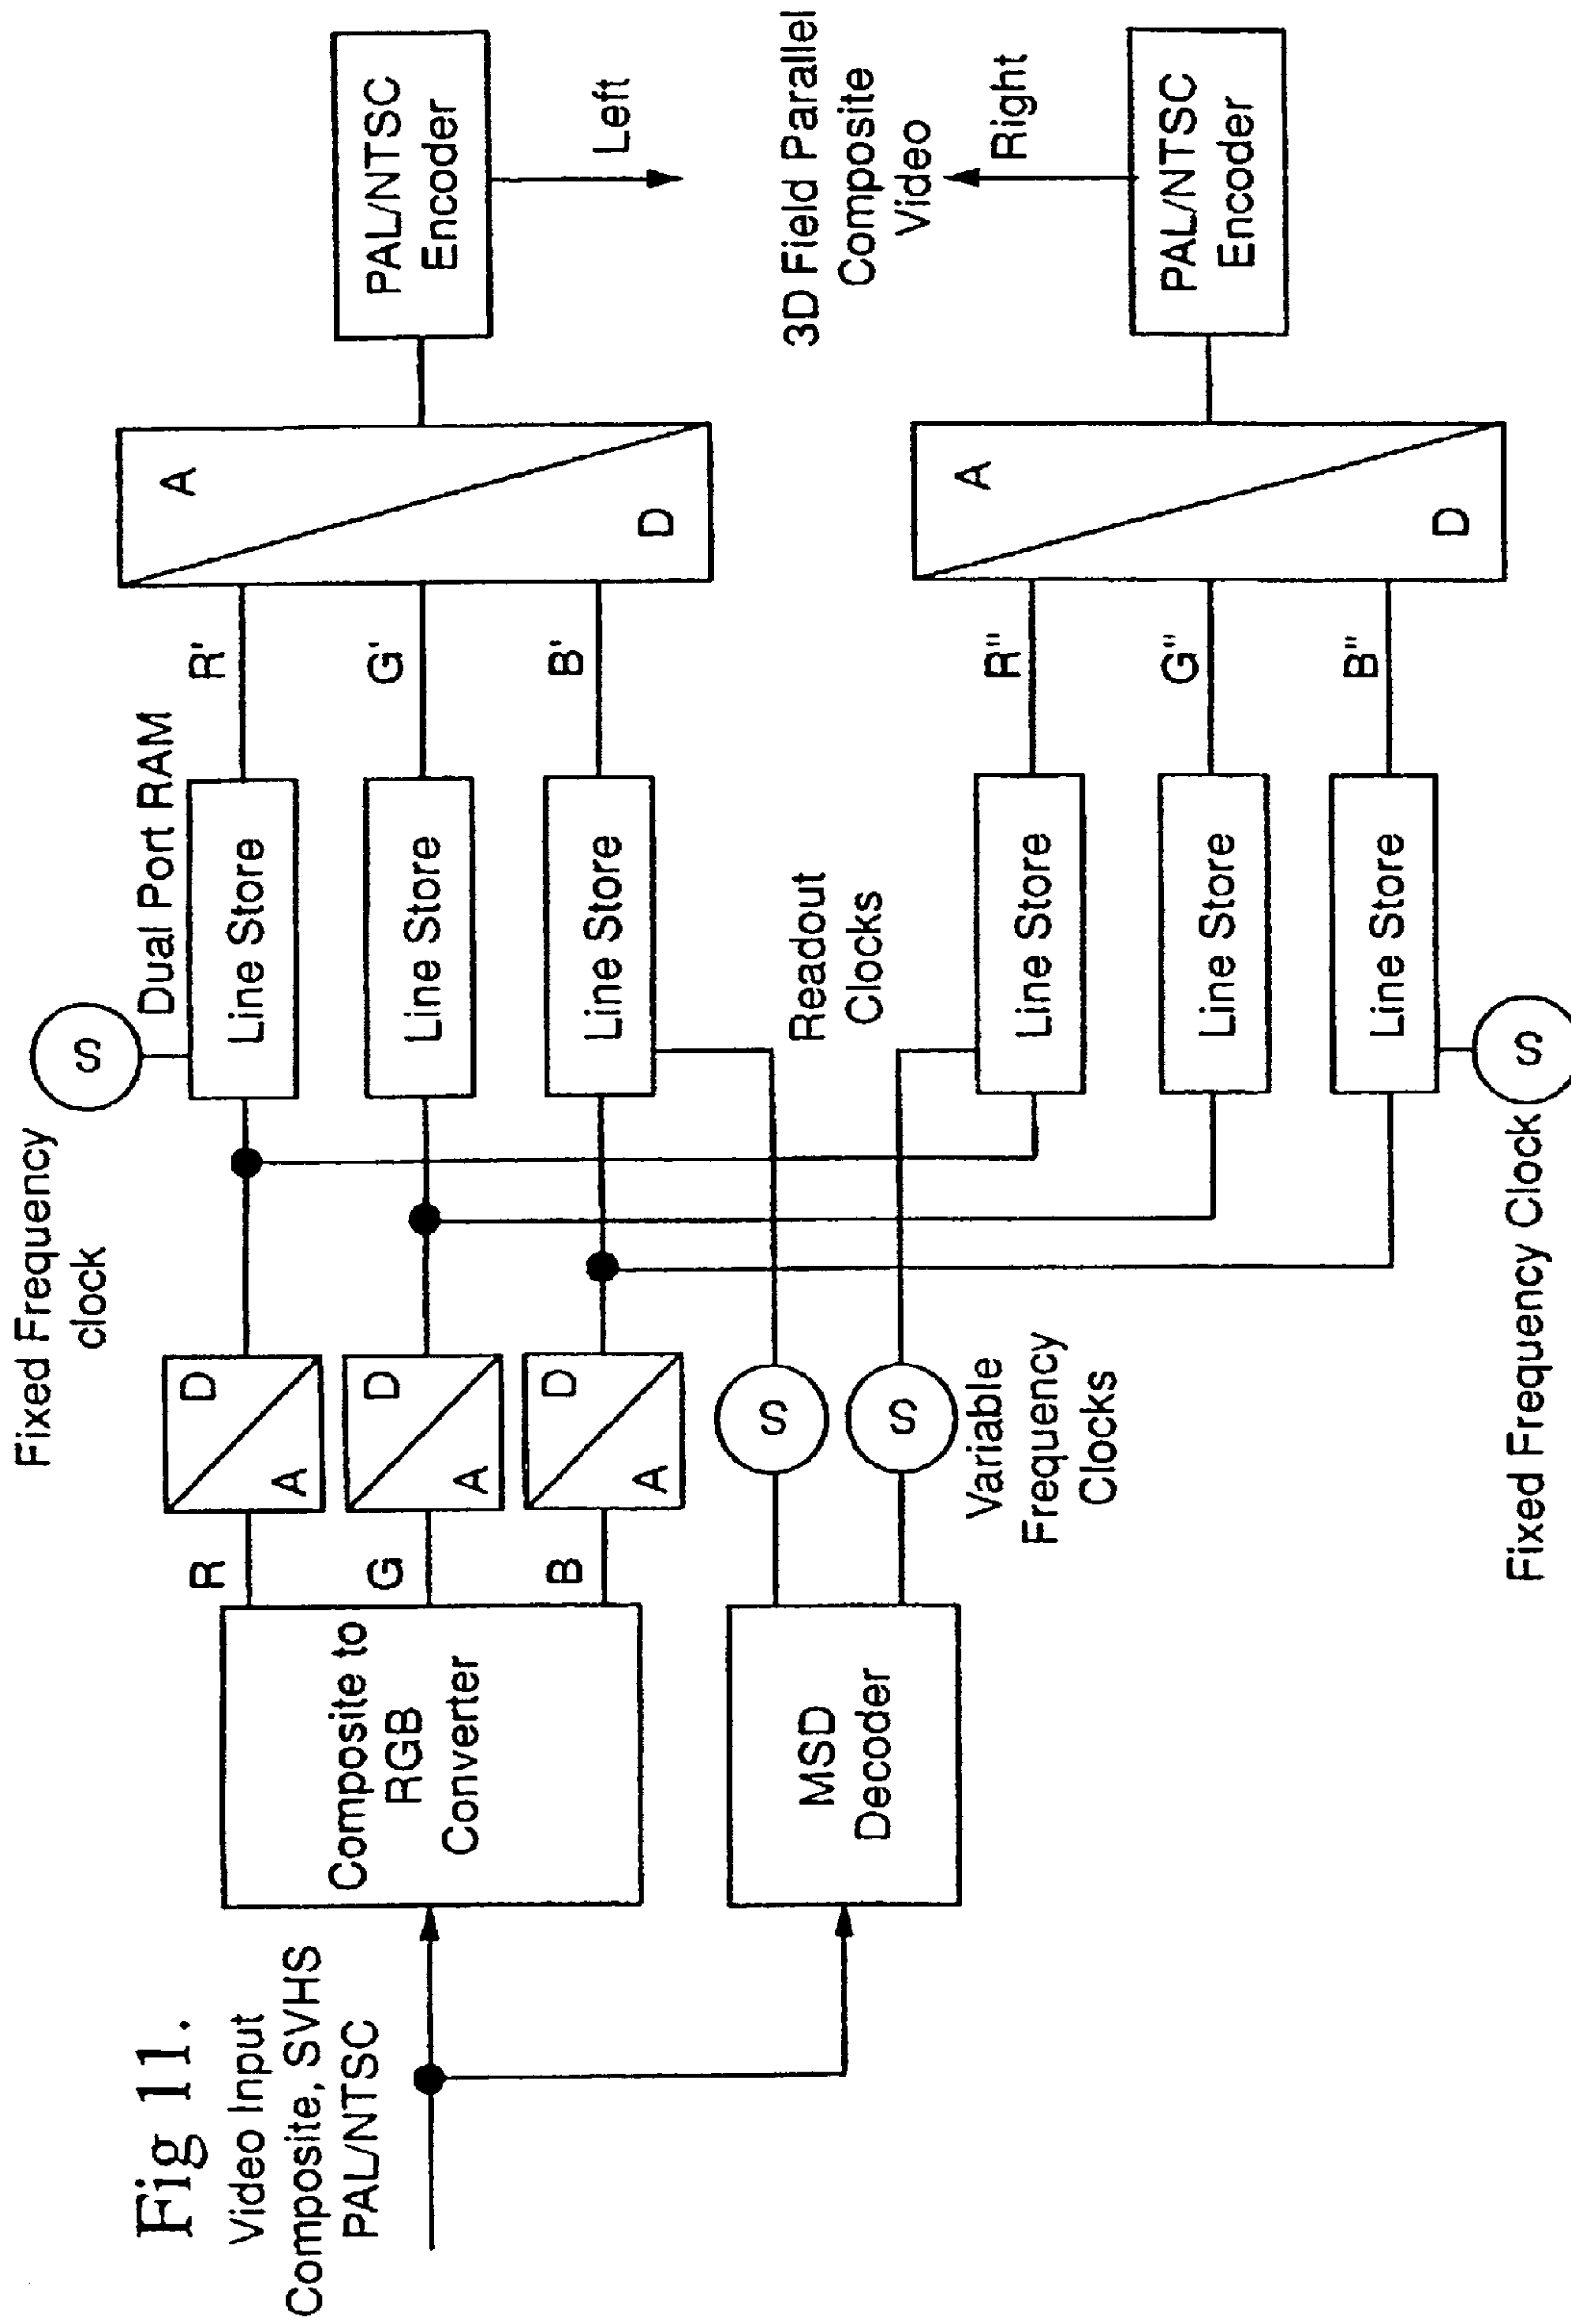 Fig 11.
Video Input
Composite, SVHS
PAL/NTSC
Composite to
RGB
Converter
MSD
Decoder
R
G
B
D
A
D
A
D
A
S
S
Variable
Frequency
Clocks
Fixed Frequency
clock
S
Dual Port RAM
Line Store
Line Store
Line Store
Readout
Clocks
Line Store
Line Store
Line Store
S
Fixed Frequency Clock
R'
G'
B'
R"
G"
B"
A
D
A
D
PAL/NTSC
Encoder
Left
3D Field Parallel
Composite
Video
Right
PAL/NTSC
Encoder